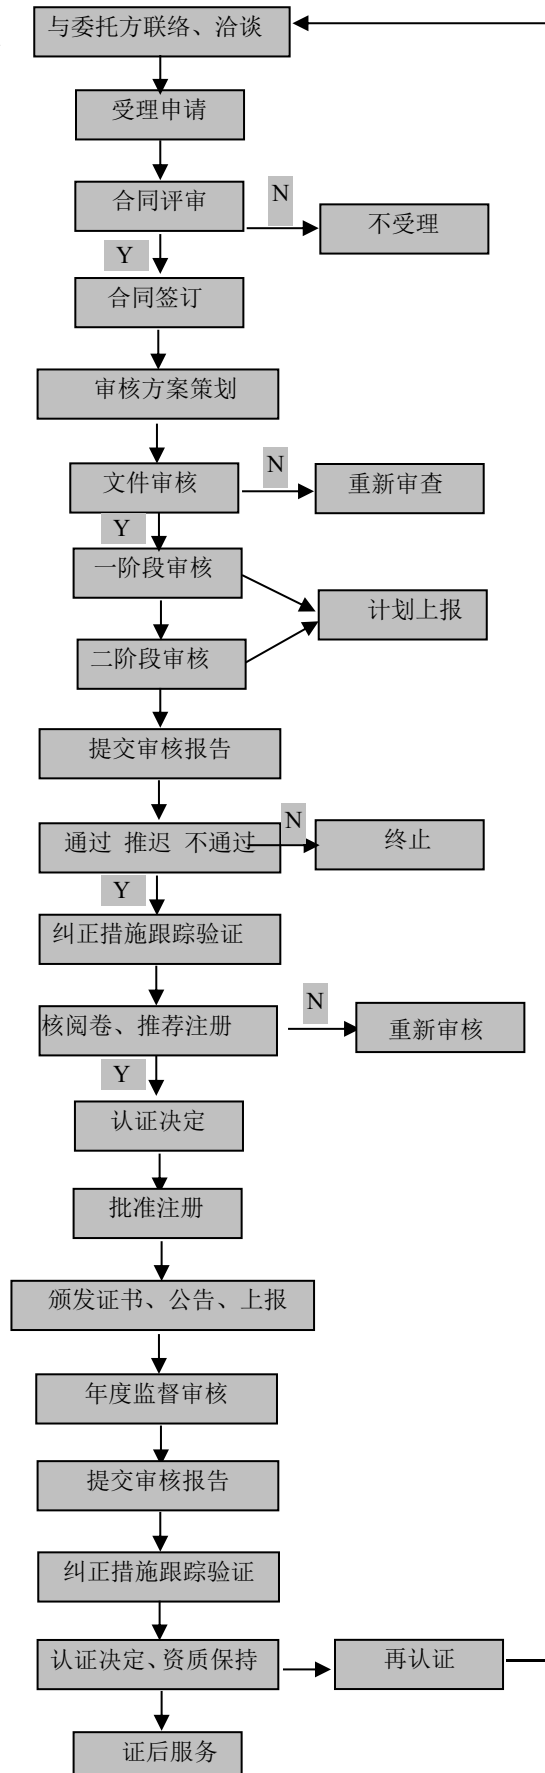 与委托方联络、洽谈
受理申请
合同评审
N
不受理
Y
合同签订
审核方案策划
文件审核
N
重新审查
Y
一阶段审核
计划上报
二阶段审核
提交审核报告
通过 推迟 不通过
N
终止
Y
纠正措施跟踪验证
核阅卷、推荐注册
N
重新审核
Y
认证决定
批准注册
颁发证书、公告、上报
年度监督审核
提交审核报告
纠正措施跟踪验证
认证决定、资质保持
再认证
证后服务